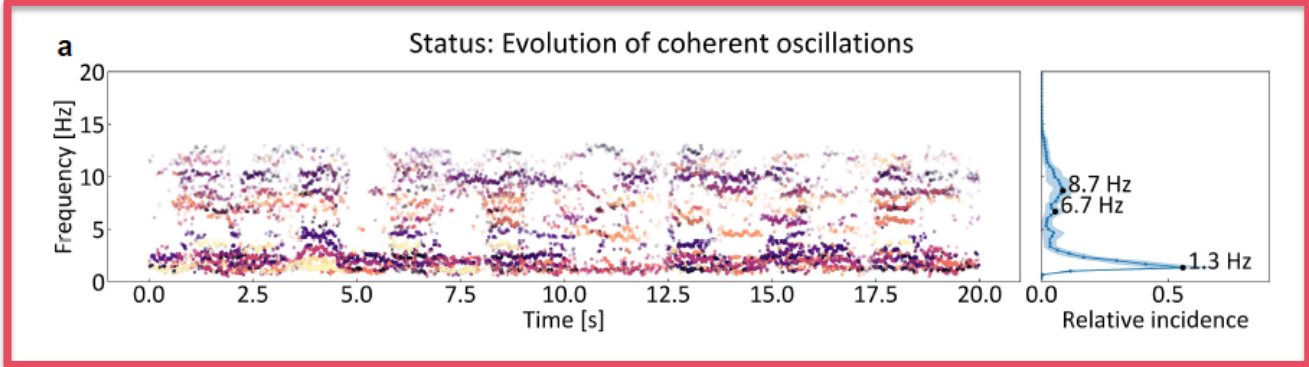 a
Status: Evolution of coherent oscillations
Frequency [Hz]
20
15
10
5
0
0.0 2.5 5.0 7.5 10.0 12.5 15.0 17.5 20.0
Time [s]
8.7 Hz
6.7 Hz
1.3 Hz
0.0 0.5
Relative incidence